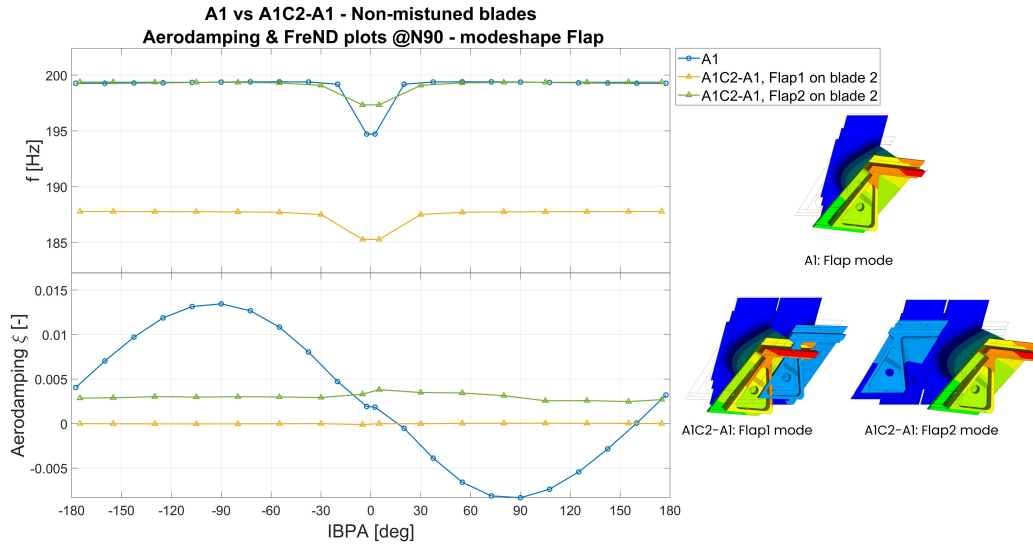 A1 vs A1C2-A1 - Non-mistuned blades
Aerodamping & FreND plots @N90 - modeshape Flap
A1
A1C2-A1, Flap1 on blade 2
A1C2-A1, Flap2 on blade 2
f [Hz]
200
195
190
185
A1: Flap mode
Aerodamping ξ [-]
0.015
0.01
0.005
0
-0.005
A1C2-A1: Flap1 mode
A1C2-A1: Flap2 mode
-180 -150 -120 -90 -60 -30 0 30 60 90 120 150 180
IBPA [deg]